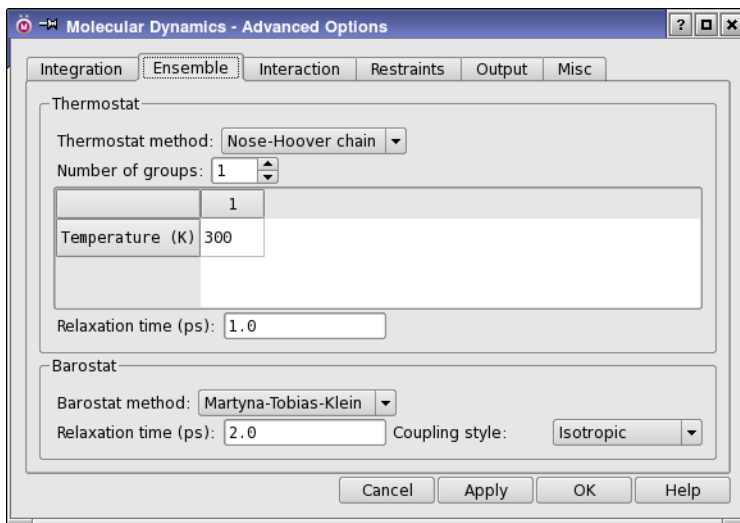 Molecular Dynamics - Advanced Options
Integration Ensemble Interaction Restraints Output Misc
Thermostat
Thermostat method: Nose-Hoover chain
Number of groups: 1
1
Temperature (K) 300
Relaxation time (ps): 1.0
Barostat
Barostat method: Martyna-Tobias-Klein
Relaxation time (ps): 2.0 Coupling style: Isotropic
Cancel Apply OK Help